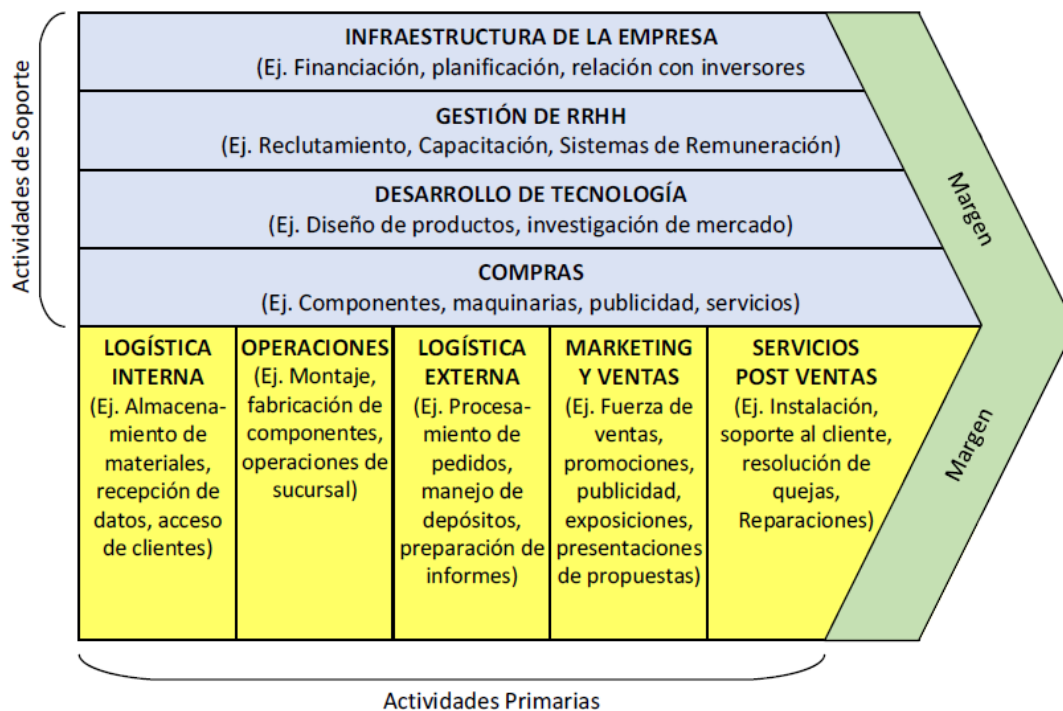 Actividades de Soporte
INFRAESTRUCTURA DE LA EMPRESA
(Ej. Financiación, planificación, relación con inversores
GESTIÓN DE RRHH
(Ej. Reclutamiento, Capacitación, Sistemas de Remuneración)
DESARROLLO DE TECNOLOGÍA
(Ej. Diseño de productos, investigación de mercado)
COMPRAS
(Ej. Componentes, maquinarias, publicidad, servicios)
LOGÍSTICA
INTERNA
(Ej. Almacena-
miento de
materiales,
recepción de
datos, acceso
de clientes)
OPERACIONES
(Ej. Montaje,
fabricación de
componentes,
operaciones de
sucursal)
LOGÍSTICA
EXTERNA
(Ej. Procesa-
miento de
pedidos,
manejo de
depósitos,
preparación de
informes)
MARKETING
Y VENTAS
(Ej. Fuerza de
ventas,
promociones,
publicidad,
exposiciones,
presentaciones
de propuestas)
SERVICIOS
POST VENTAS
(Ej. Instalación,
soporte al cliente,
resolución de
quejas,
Reparaciones)
Margen
Margen
Actividades Primarias